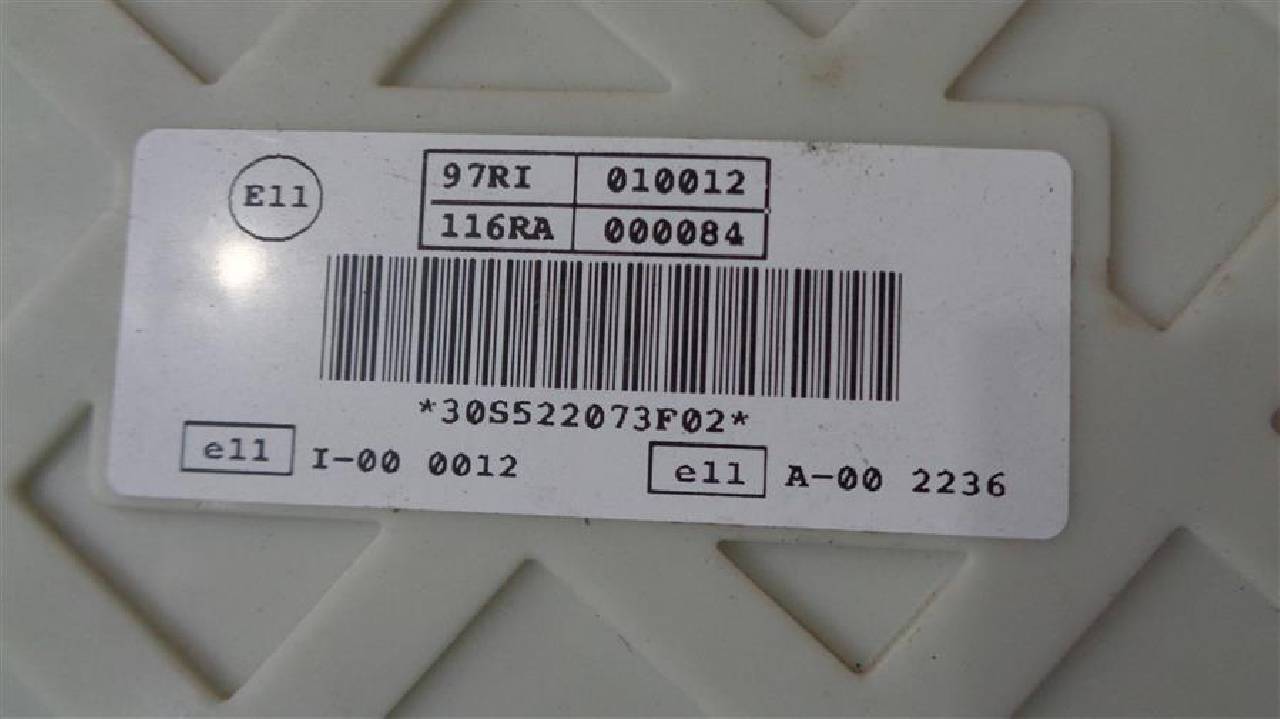 E11
97RI 010012
116RA 000084
*30S522073F02*
e11 I-00 0012 e11 A-00 2236